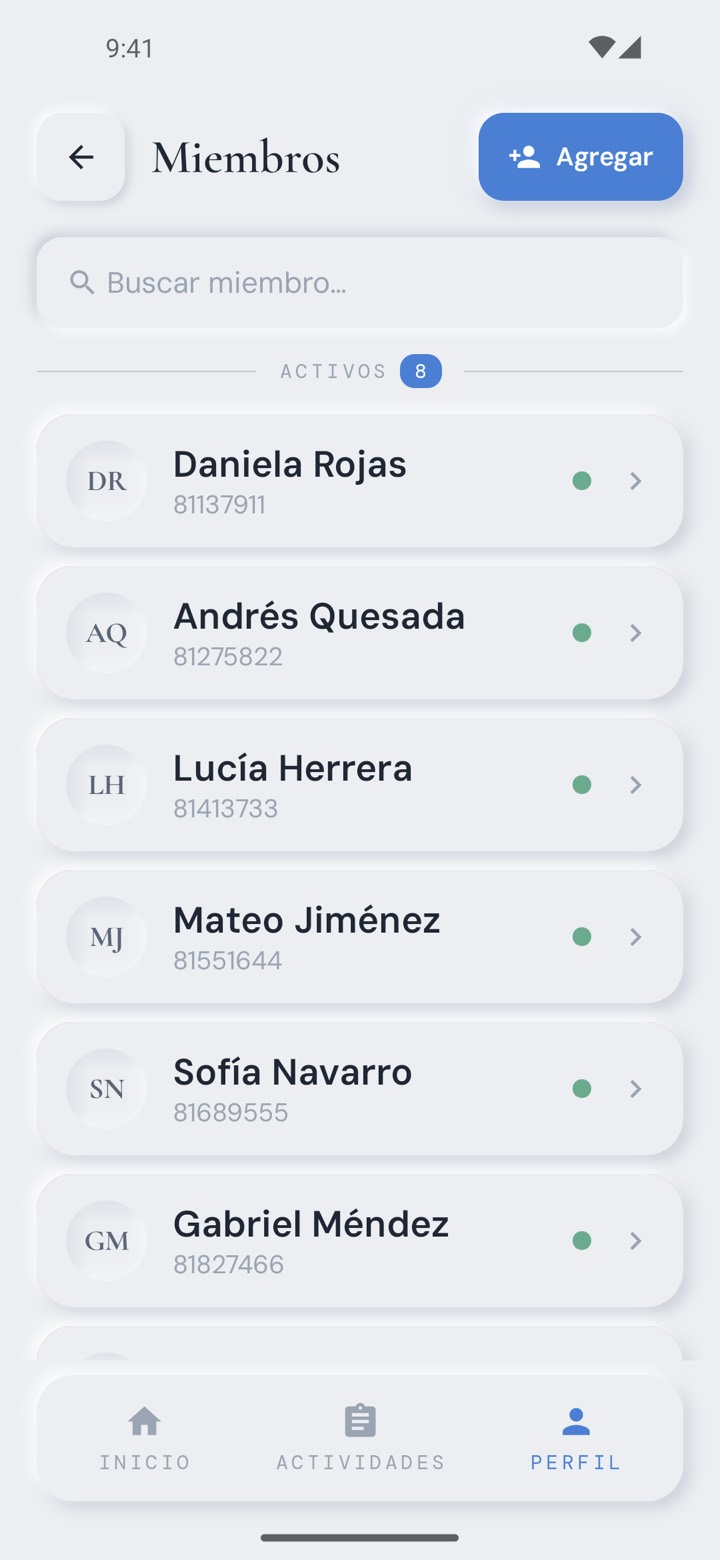 9:41
Miembros
Agregar
Buscar miembro...
ACTIVOS 8
DR
Daniela Rojas
81137911
AQ
Andrés Quesada
81275822
LH
Lucía Herrera
81413733
MJ
Mateo Jiménez
81551644
SN
Sofía Navarro
81689555
GM
Gabriel Méndez
81827466
INICIO
ACTIVIDADES
PERFIL